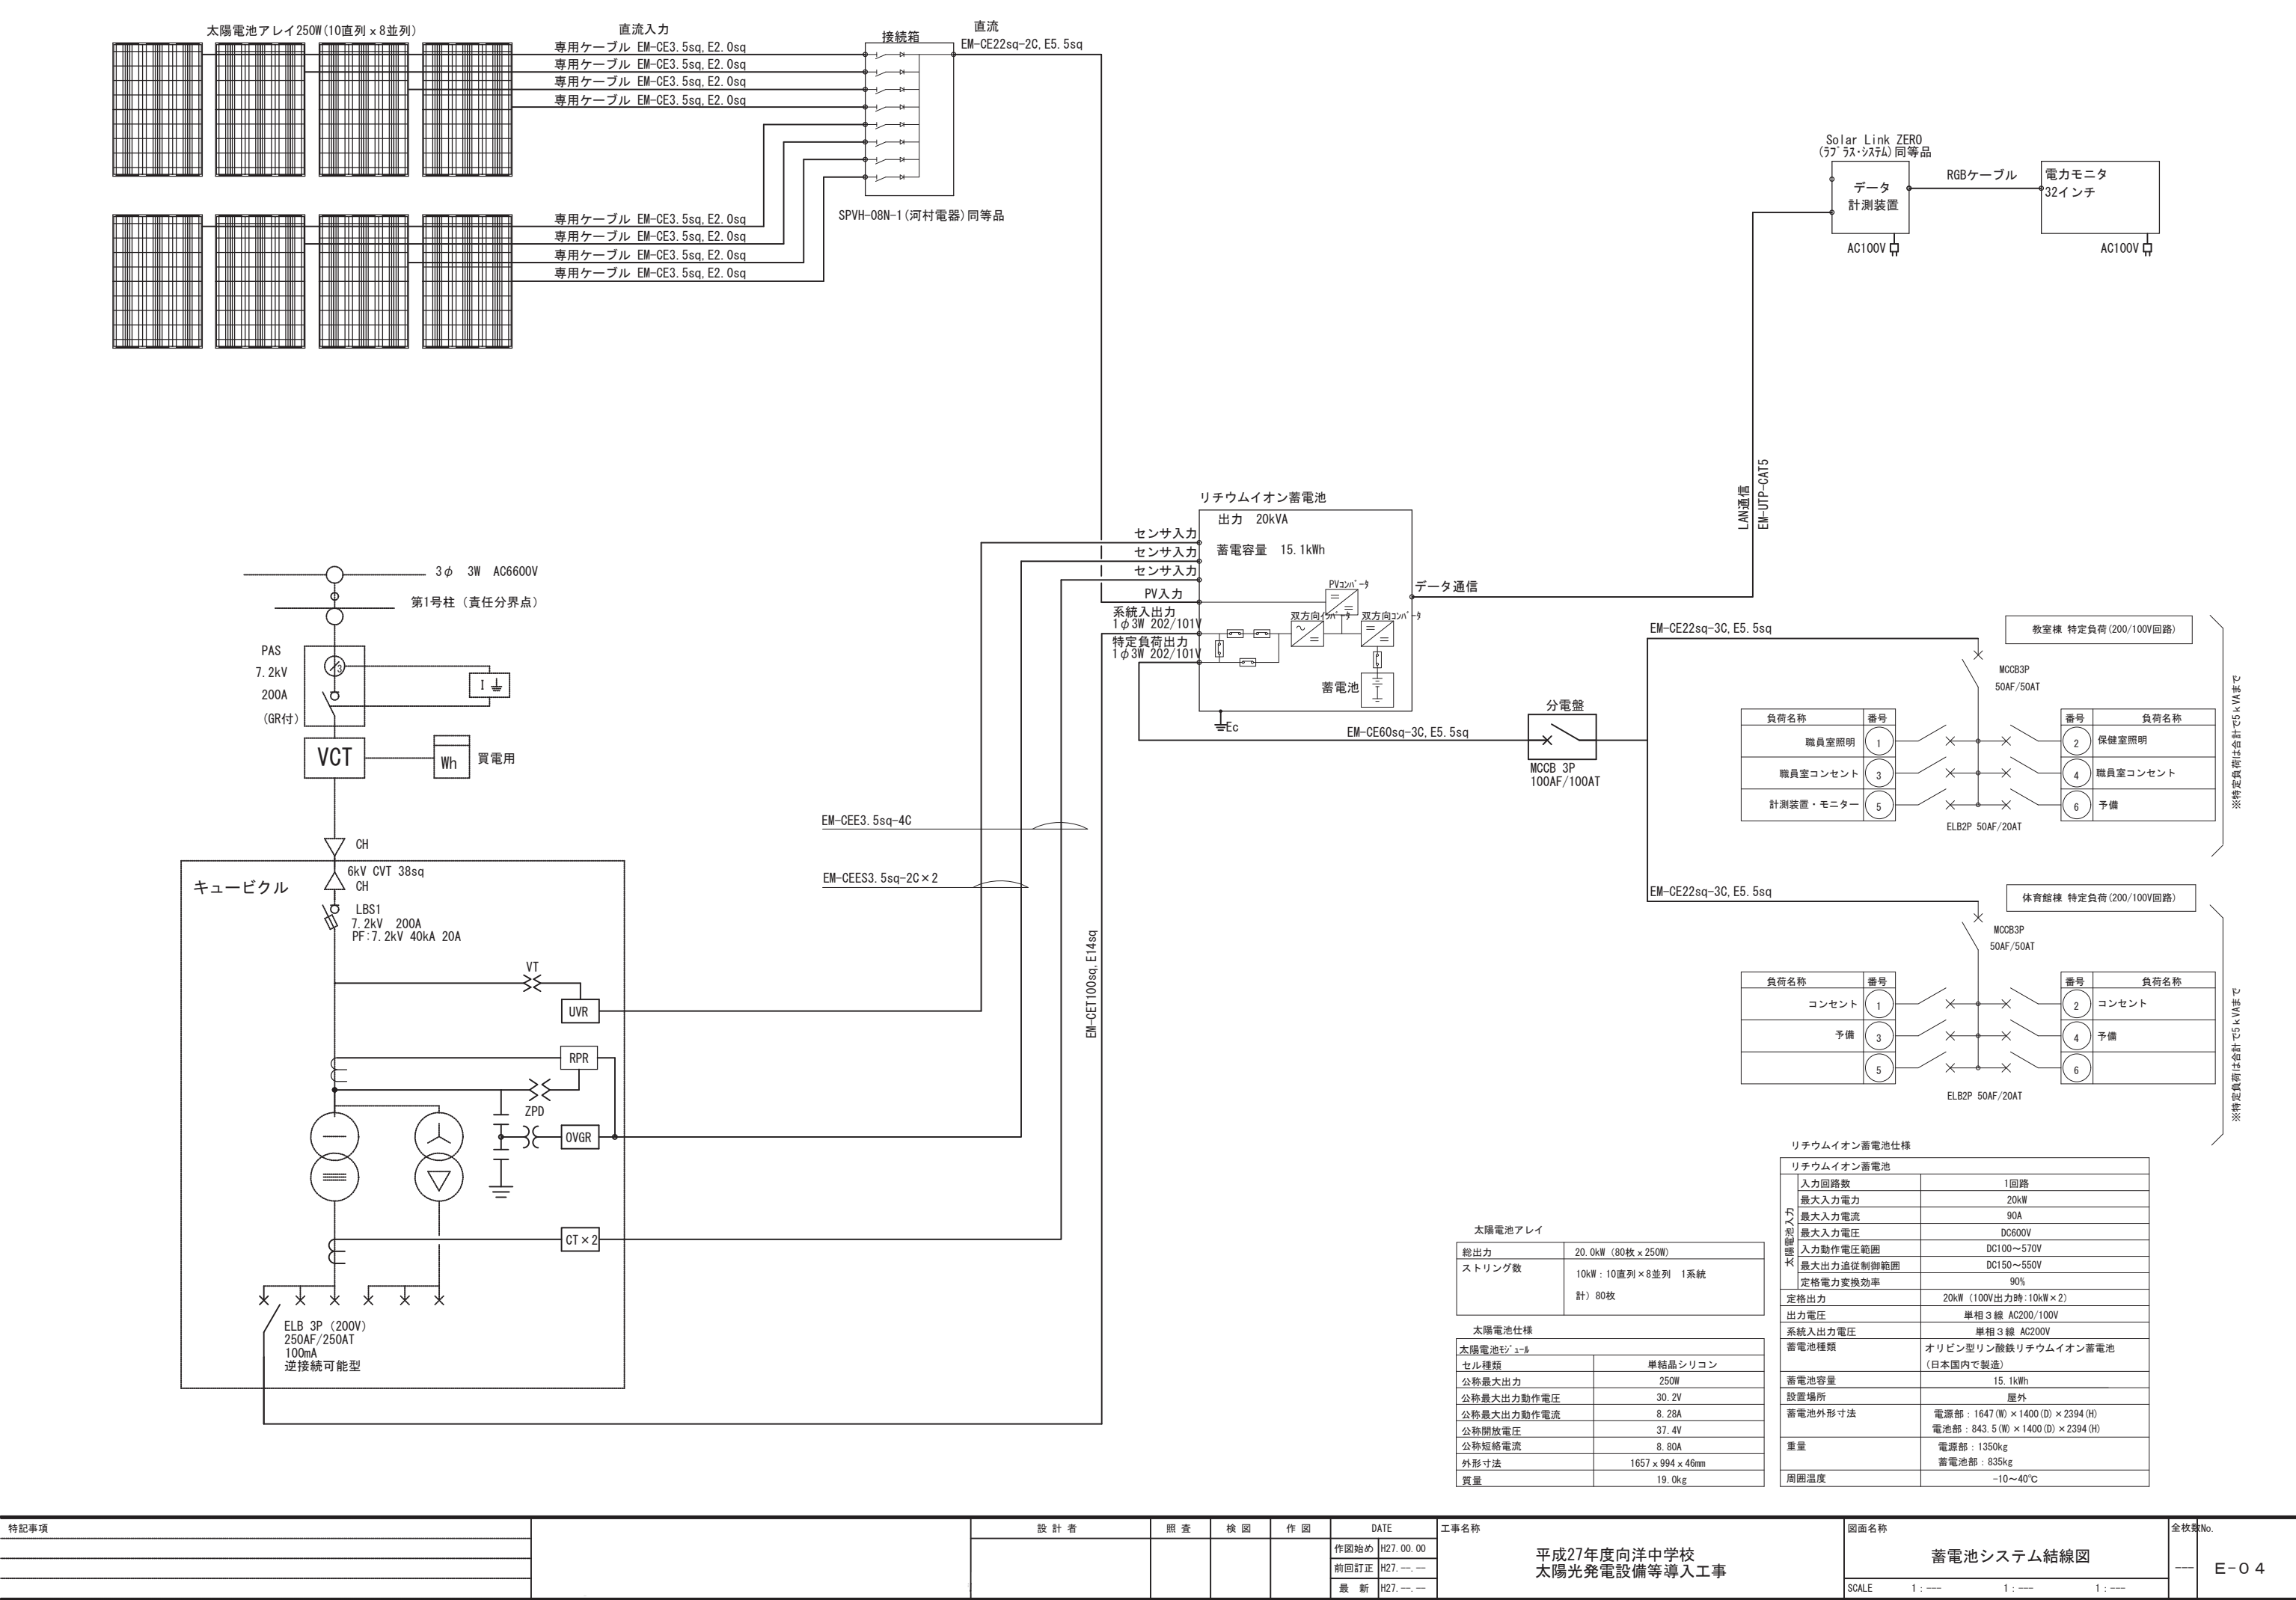 太陽電池アレイ250W(10直列 x 8並列)
直流入力
専用ケーブル EM-CE3.5sq,E2.0sq
専用ケーブル EM-CE3.5sq,E2.0sq
専用ケーブル EM-CE3.5sq,E2.0sq
専用ケーブル EM-CE3.5sq,E2.0sq
接続箱
直流
EM-CE22sq-2C,E5.5sq
SPVH-08N-1(河村電器)同等品
専用ケーブル EM-CE3.5sq,E2.0sq
専用ケーブル EM-CE3.5sq,E2.0sq
専用ケーブル EM-CE3.5sq,E2.0sq
専用ケーブル EM-CE3.5sq,E2.0sq
Solar Link ZERO
(ﾗﾌﾟﾗｽ・ｼｽﾃﾑ)同等品
データ
計測装置
RGBケーブル
電力モニタ
32インチ
AC100V
AC100V
LAN通信
EM-UTP-CAT5
リチウムイオン蓄電池
出力 20kVA
蓄電容量 15.1kWh
センサ入力
センサ入力
センサ入力
PV入力
系統入出力
1φ3W 202/101V
特定負荷出力
1φ3W 202/101V
PVｺﾝﾊﾞｰﾀ
双方向ｲﾝﾊﾞｰﾀ
双方向ｺﾝﾊﾞｰﾀ
蓄電池
データ通信
Ec
EM-CE60sq-3C,E5.5sq
分電盤
MCCB 3P
100AF/100AT
3φ 3W AC6600V
第1号柱（責任分界点）
PAS
7.2kV
200A
(GR付)
3
I
VCT
Wh
買電用
CH
キュービクル
6kV CVT 38sq
CH
LBS1
7.2kV 200A
PF:7.2kV 40kA 20A
VT
UVR
RPR
ZPD
OVGR
CT×2
ELB 3P (200V)
250AF/250AT
100mA
逆接続可能型
EM-CEE3.5sq-4C
EM-CEES3.5sq-2C×2
EM-CET100sq,E14sq
EM-CE22sq-3C,E5.5sq
教室棟 特定負荷(200/100V回路)
MCCB3P
50AF/50AT
負荷名称 番号
職員室照明 1
職員室コンセント 3
計測装置・モニター 5
番号 負荷名称
2 保健室照明
4 職員室コンセント
6 予備
ELB2P 50AF/20AT
※特定負荷は合計で5kVAまで
EM-CE22sq-3C,E5.5sq
体育館棟 特定負荷(200/100V回路)
MCCB3P
50AF/50AT
負荷名称 番号
コンセント 1
予備 3
5
番号 負荷名称
2 コンセント
4 予備
6
ELB2P 50AF/20AT
※特定負荷は合計で5kVAまで
太陽電池アレイ
総出力 20.0kW (80枚 x 250W)
ストリング数 10kW：10直列×8並列 1系統
計) 80枚
太陽電池仕様
太陽電池ﾓｼﾞｭｰﾙ
セル種類 単結晶シリコン
公称最大出力 250W
公称最大出力動作電圧 30.2V
公称最大出力動作電流 8.28A
公称開放電圧 37.4V
公称短絡電流 8.80A
外形寸法 1657 x 994 x 46mm
質量 19.0kg
リチウムイオン蓄電池仕様
リチウムイオン蓄電池
太陽電池入力
入力回路数 1回路
最大入力電力 20kW
最大入力電流 90A
最大入力電圧 DC600V
入力動作電圧範囲 DC100〜570V
最大出力追従制御範囲 DC150〜550V
定格電力変換効率 90%
定格出力 20kW (100V出力時:10kW×2)
出力電圧 単相３線 AC200/100V
系統入出力電圧 単相３線 AC200V
蓄電池種類 オリビン型リン酸鉄リチウムイオン蓄電池
(日本国内で製造)
蓄電池容量 15.1kWh
設置場所 屋外
蓄電池外形寸法 電源部：1647(W)×1400(D)×2394(H)
電池部：843.5(W)×1400(D)×2394(H)
重量 電源部：1350kg
蓄電池部：835kg
周囲温度 -10〜40℃
特記事項
設計者
照査
検図
作図
DATE
作図始め H27.00.00
前回訂正 H27.--.--
最新 H27.--.--
工事名称
平成27年度向洋中学校
太陽光発電設備等導入工事
図面名称
蓄電池システム結線図
SCALE 1：--- 1：--- 1：---
全枚数
---
No.
E-04